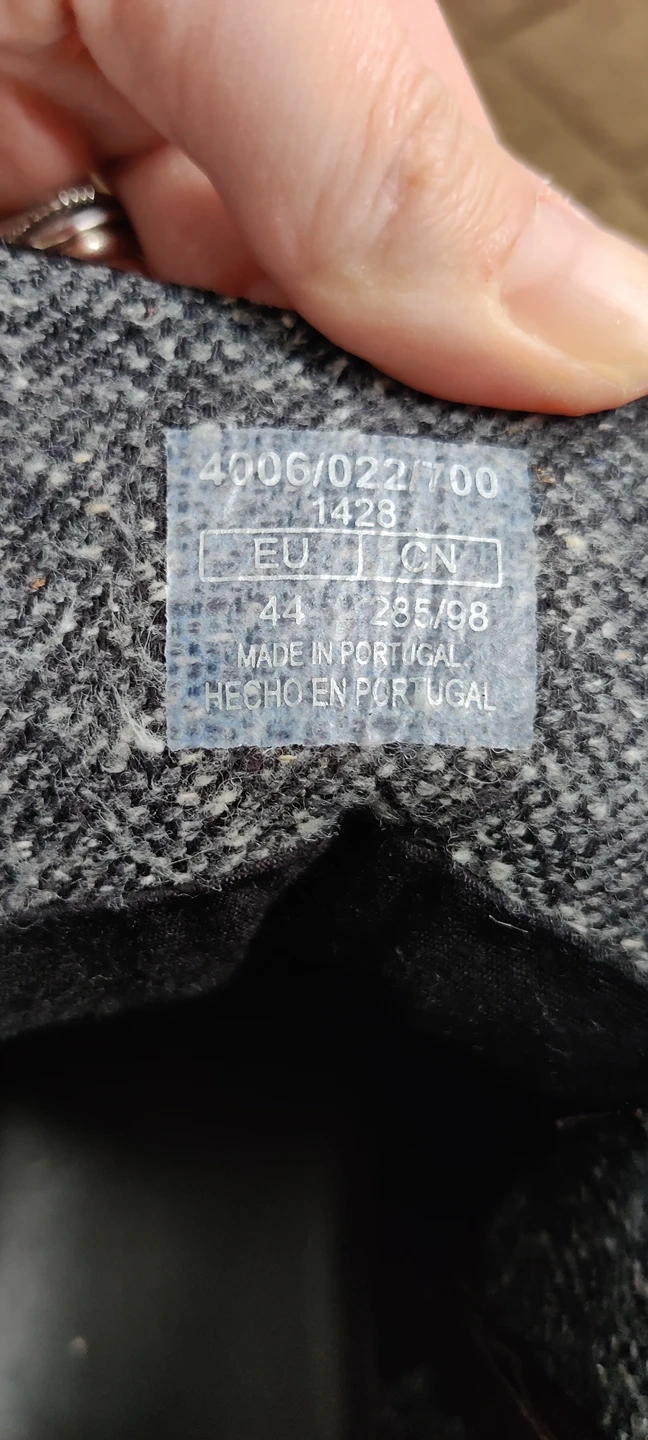 4006/022/700
1428
EU CN
44 285/98
MADE IN PORTUGAL
HECHO EN PORTUGAL